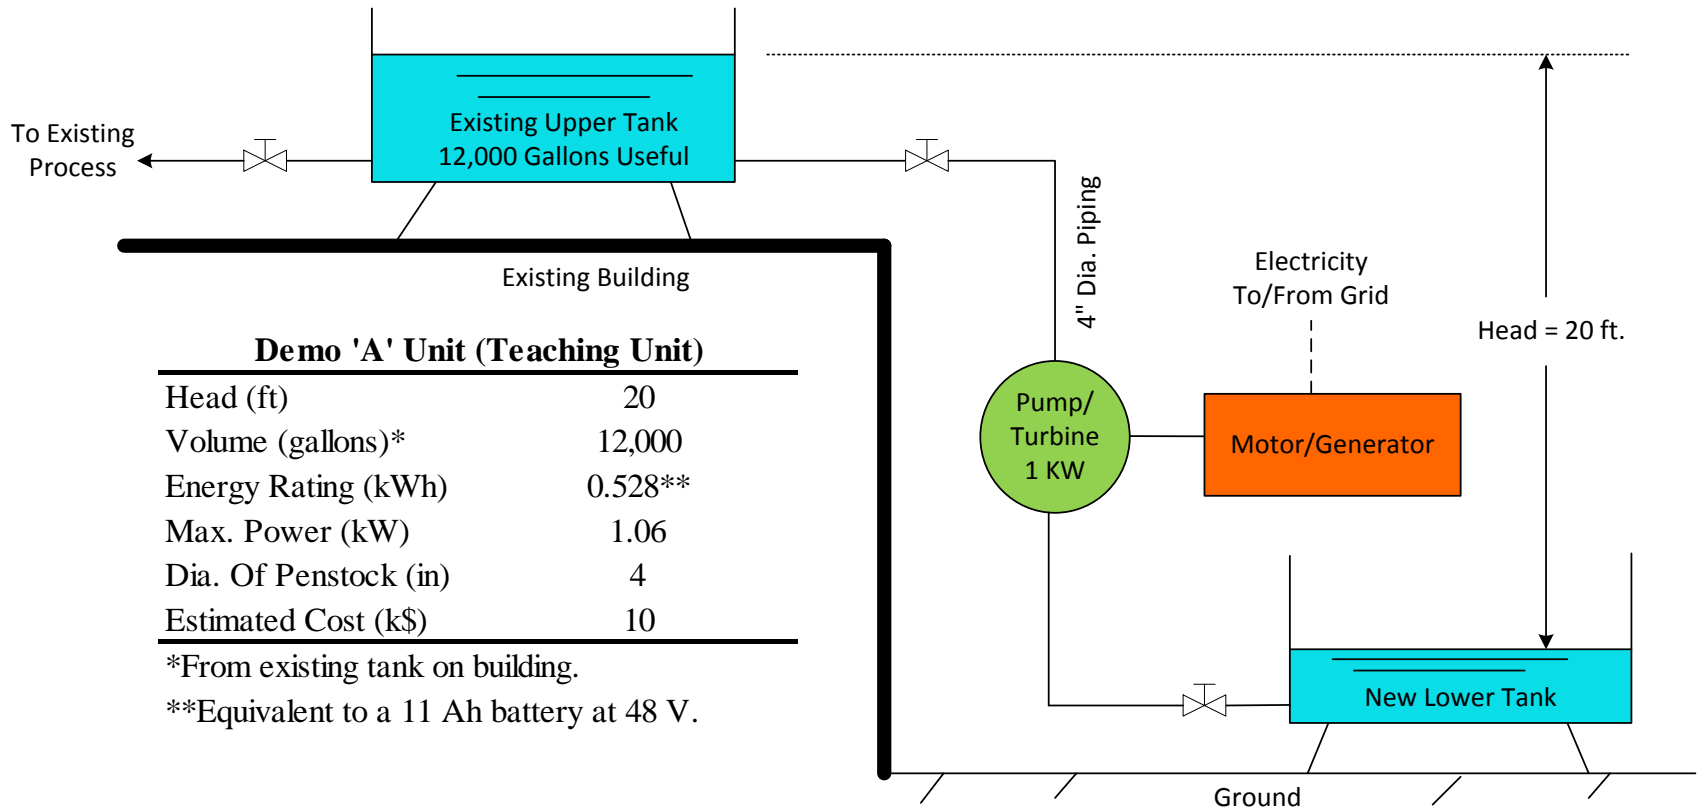 To Existing
Process
Existing Upper Tank
12,000 Gallons Useful
Existing Building
4" Dia. Piping
Electricity
To/From Grid
Head = 20 ft.
Pump/
Turbine
1 KW
Motor/Generator
New Lower Tank
Ground
Demo 'A' Unit (Teaching Unit)
Head (ft) 20
Volume (gallons)* 12,000
Energy Rating (kWh) 0.528**
Max. Power (kW) 1.06
Dia. Of Penstock (in) 4
Estimated Cost (k$) 10
*From existing tank on building.
**Equivalent to a 11 Ah battery at 48 V.